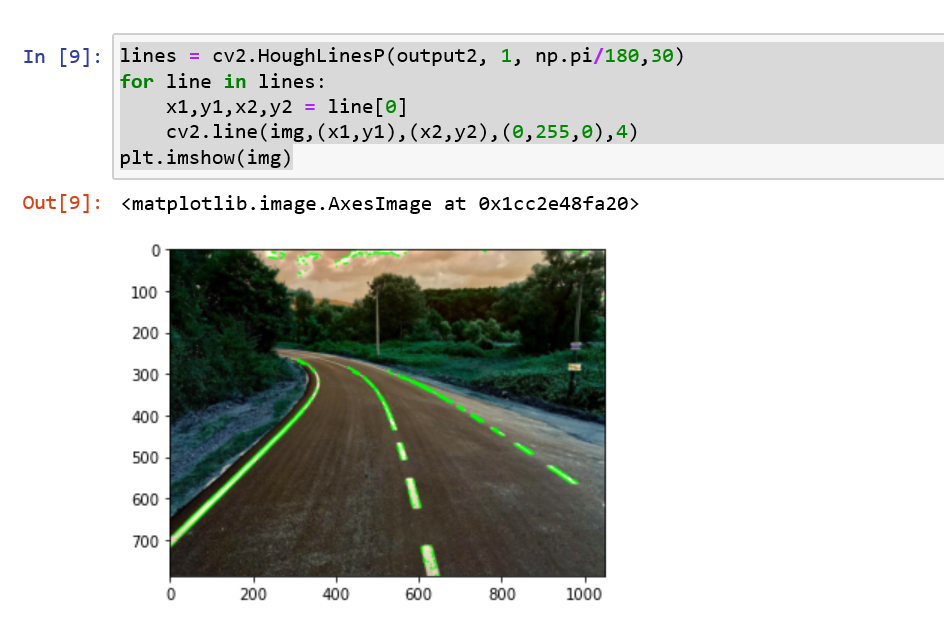 In [9]: lines = cv2.HoughLinesP(output2, 1, np.pi/180,30)
for line in lines:
    x1,y1,x2,y2 = line[0]
    cv2.line(img,(x1,y1),(x2,y2),(0,255,0),4)
plt.imshow(img)
Out[9]: <matplotlib.image.AxesImage at 0x1cc2e48fa20>
0
100
200
300
400
500
600
700
0 200 400 600 800 1000